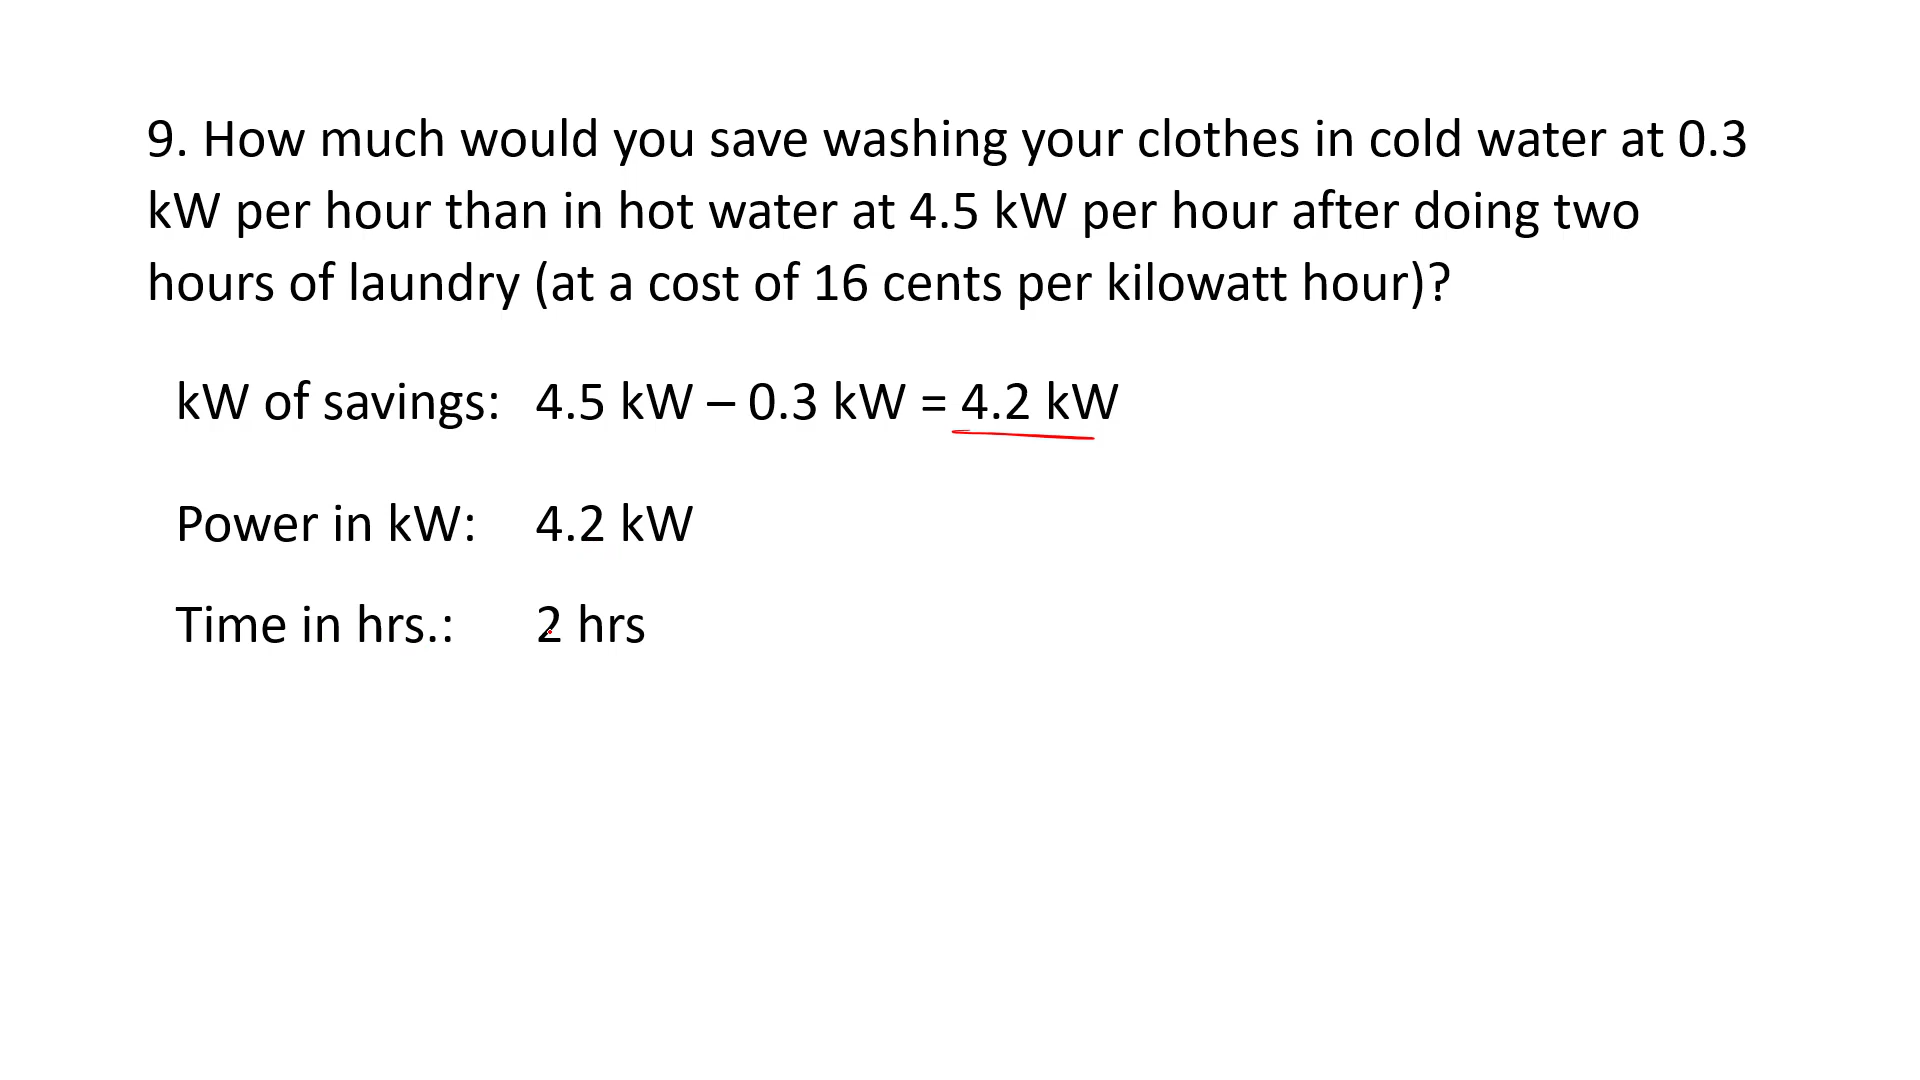 9. How much would you save washing your clothes in cold water at 0.3
kW per hour than in hot water at 4.5 kW per hour after doing two
hours of laundry (at a cost of 16 cents per kilowatt hour)?
kW of savings: 4.5 kW – 0.3 kW = 4.2 kW
Power in kW: 4.2 kW
Time in hrs.: 2 hrs